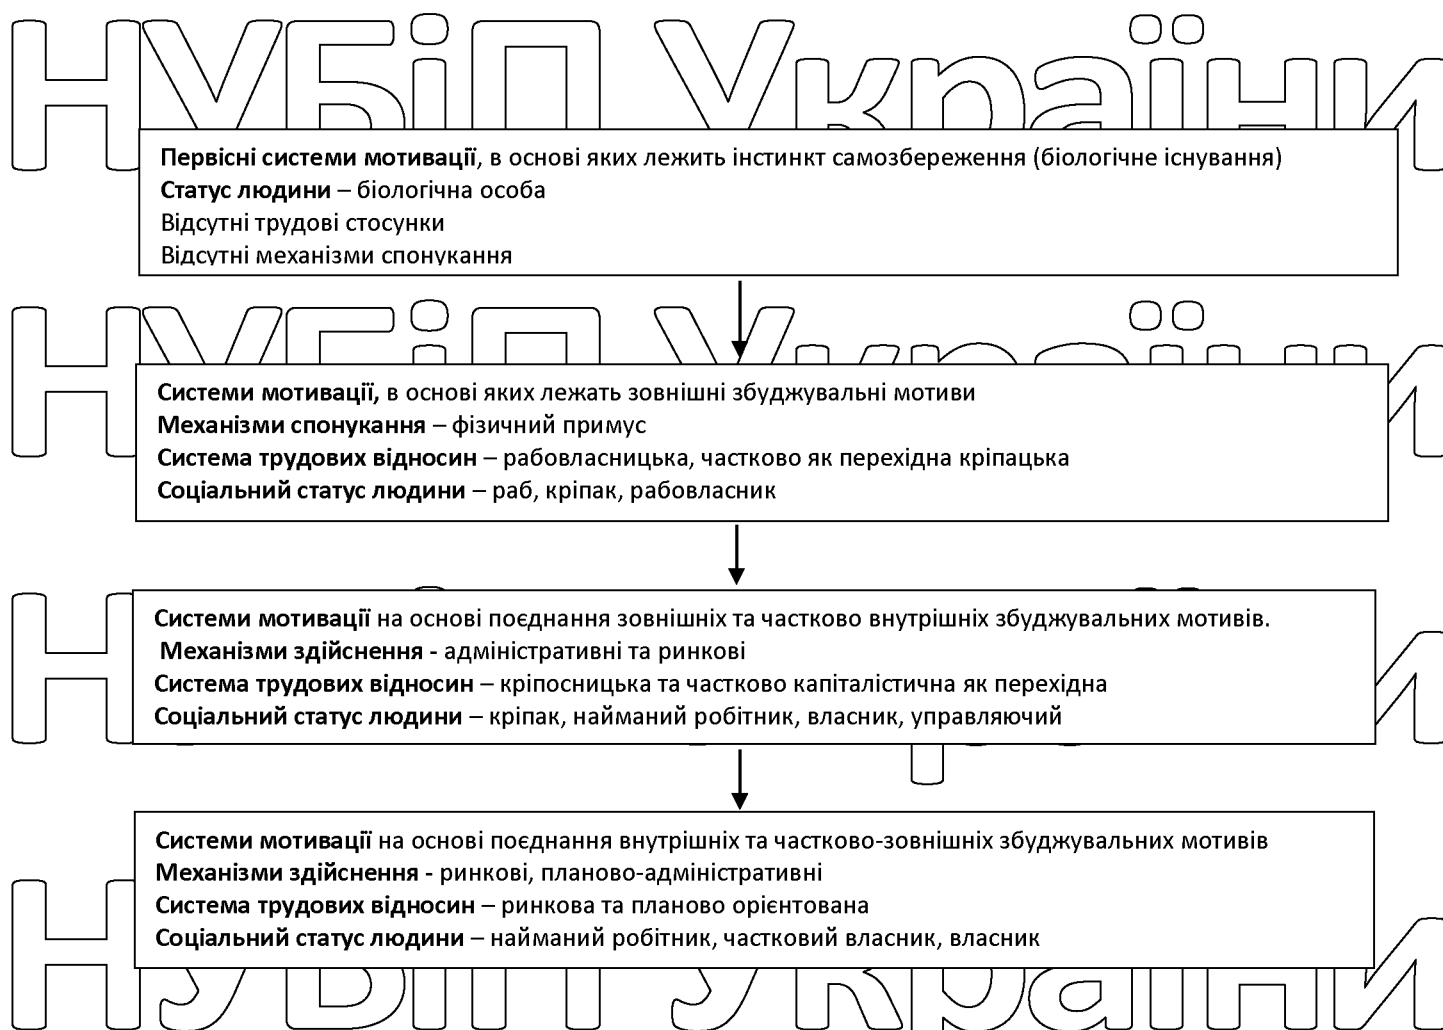 НУБіП України
Первісні системи мотивації, в основі яких лежить інстинкт самозбереження (біологічне існування)
Статус людини – біологічна особа
Відсутні трудові стосунки
Відсутні механізми спонукання
НУБіП України
Системи мотивації, в основі яких лежать зовнішні збуджувальні мотиви
Механізми спонукання – фізичний примус
Система трудових відносин – рабовласницька, частково як перехідна кріпацька
Соціальний статус людини – раб, кріпак, рабовласник
Системи мотивації на основі поєднання зовнішніх та частково внутрішніх збуджувальних мотивів.
Механізми здійснення - адміністративні та ринкові
Система трудових відносин – кріпосницька та частково капіталістична як перехідна
Соціальний статус людини – кріпак, найманий робітник, власник, управляючий
Системи мотивації на основі поєднання внутрішніх та частково-зовнішніх збуджувальних мотивів
Механізми здійснення - ринкові, планово-адміністративні
Система трудових відносин – ринкова та планово орієнтована
Соціальний статус людини – найманий робітник, частковий власник, власник
НУБіП України